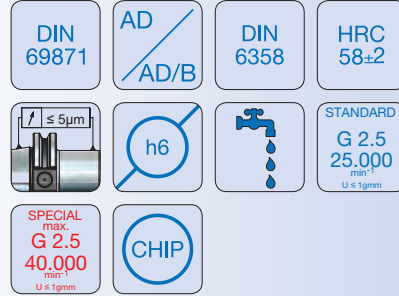 DIN
69871
AD
AD/B
DIN
6358
HRC
58±2
≤ 5µm
h6
STANDARD
G 2.5
25.000
min⁻¹
U ≤ 1gmm
SPECIAL
max.
G 2.5
40.000
min⁻¹
U ≤ 1gmm
CHIP